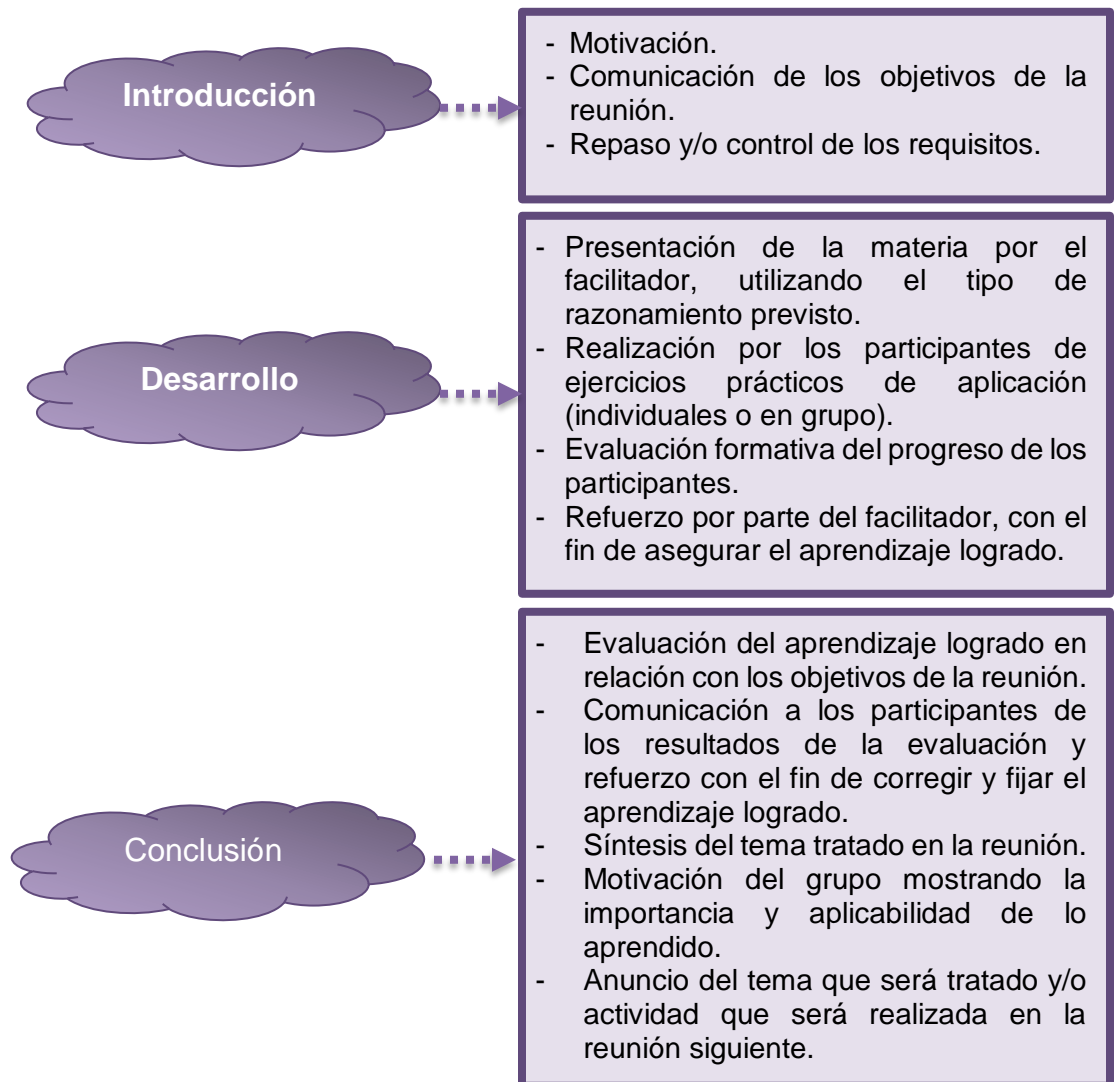 Introducción
- Motivación.
- Comunicación de los objetivos de la
reunión.
- Repaso y/o control de los requisitos.
Desarrollo
- Presentación de la materia por el
facilitador, utilizando el tipo de
razonamiento previsto.
- Realización por los participantes de
ejercicios prácticos de aplicación
(individuales o en grupo).
- Evaluación formativa del progreso de los
participantes.
- Refuerzo por parte del facilitador, con el
fin de asegurar el aprendizaje logrado.
Conclusión
- Evaluación del aprendizaje logrado en
relación con los objetivos de la reunión.
- Comunicación a los participantes de
los resultados de la evaluación y
refuerzo con el fin de corregir y fijar el
aprendizaje logrado.
- Síntesis del tema tratado en la reunión.
- Motivación del grupo mostrando la
importancia y aplicabilidad de lo
aprendido.
- Anuncio del tema que será tratado y/o
actividad que será realizada en la
reunión siguiente.